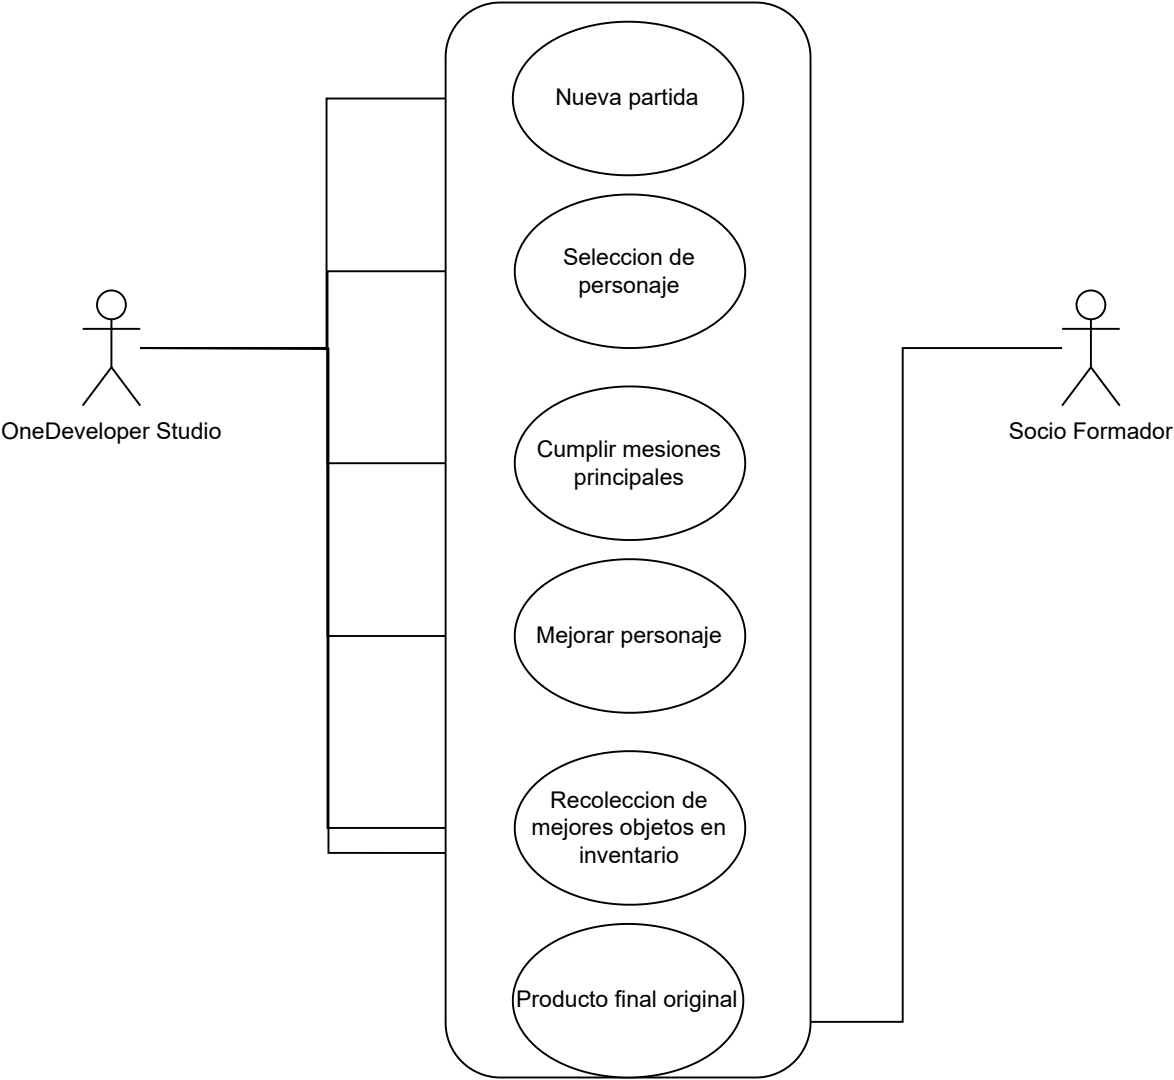 Nueva partida
Seleccion de
personaje
OneDeveloper Studio
Socio Formador
Cumplir mesiones
principales
Mejorar personaje
Recoleccion de
mejores objetos en
inventario
Producto final original